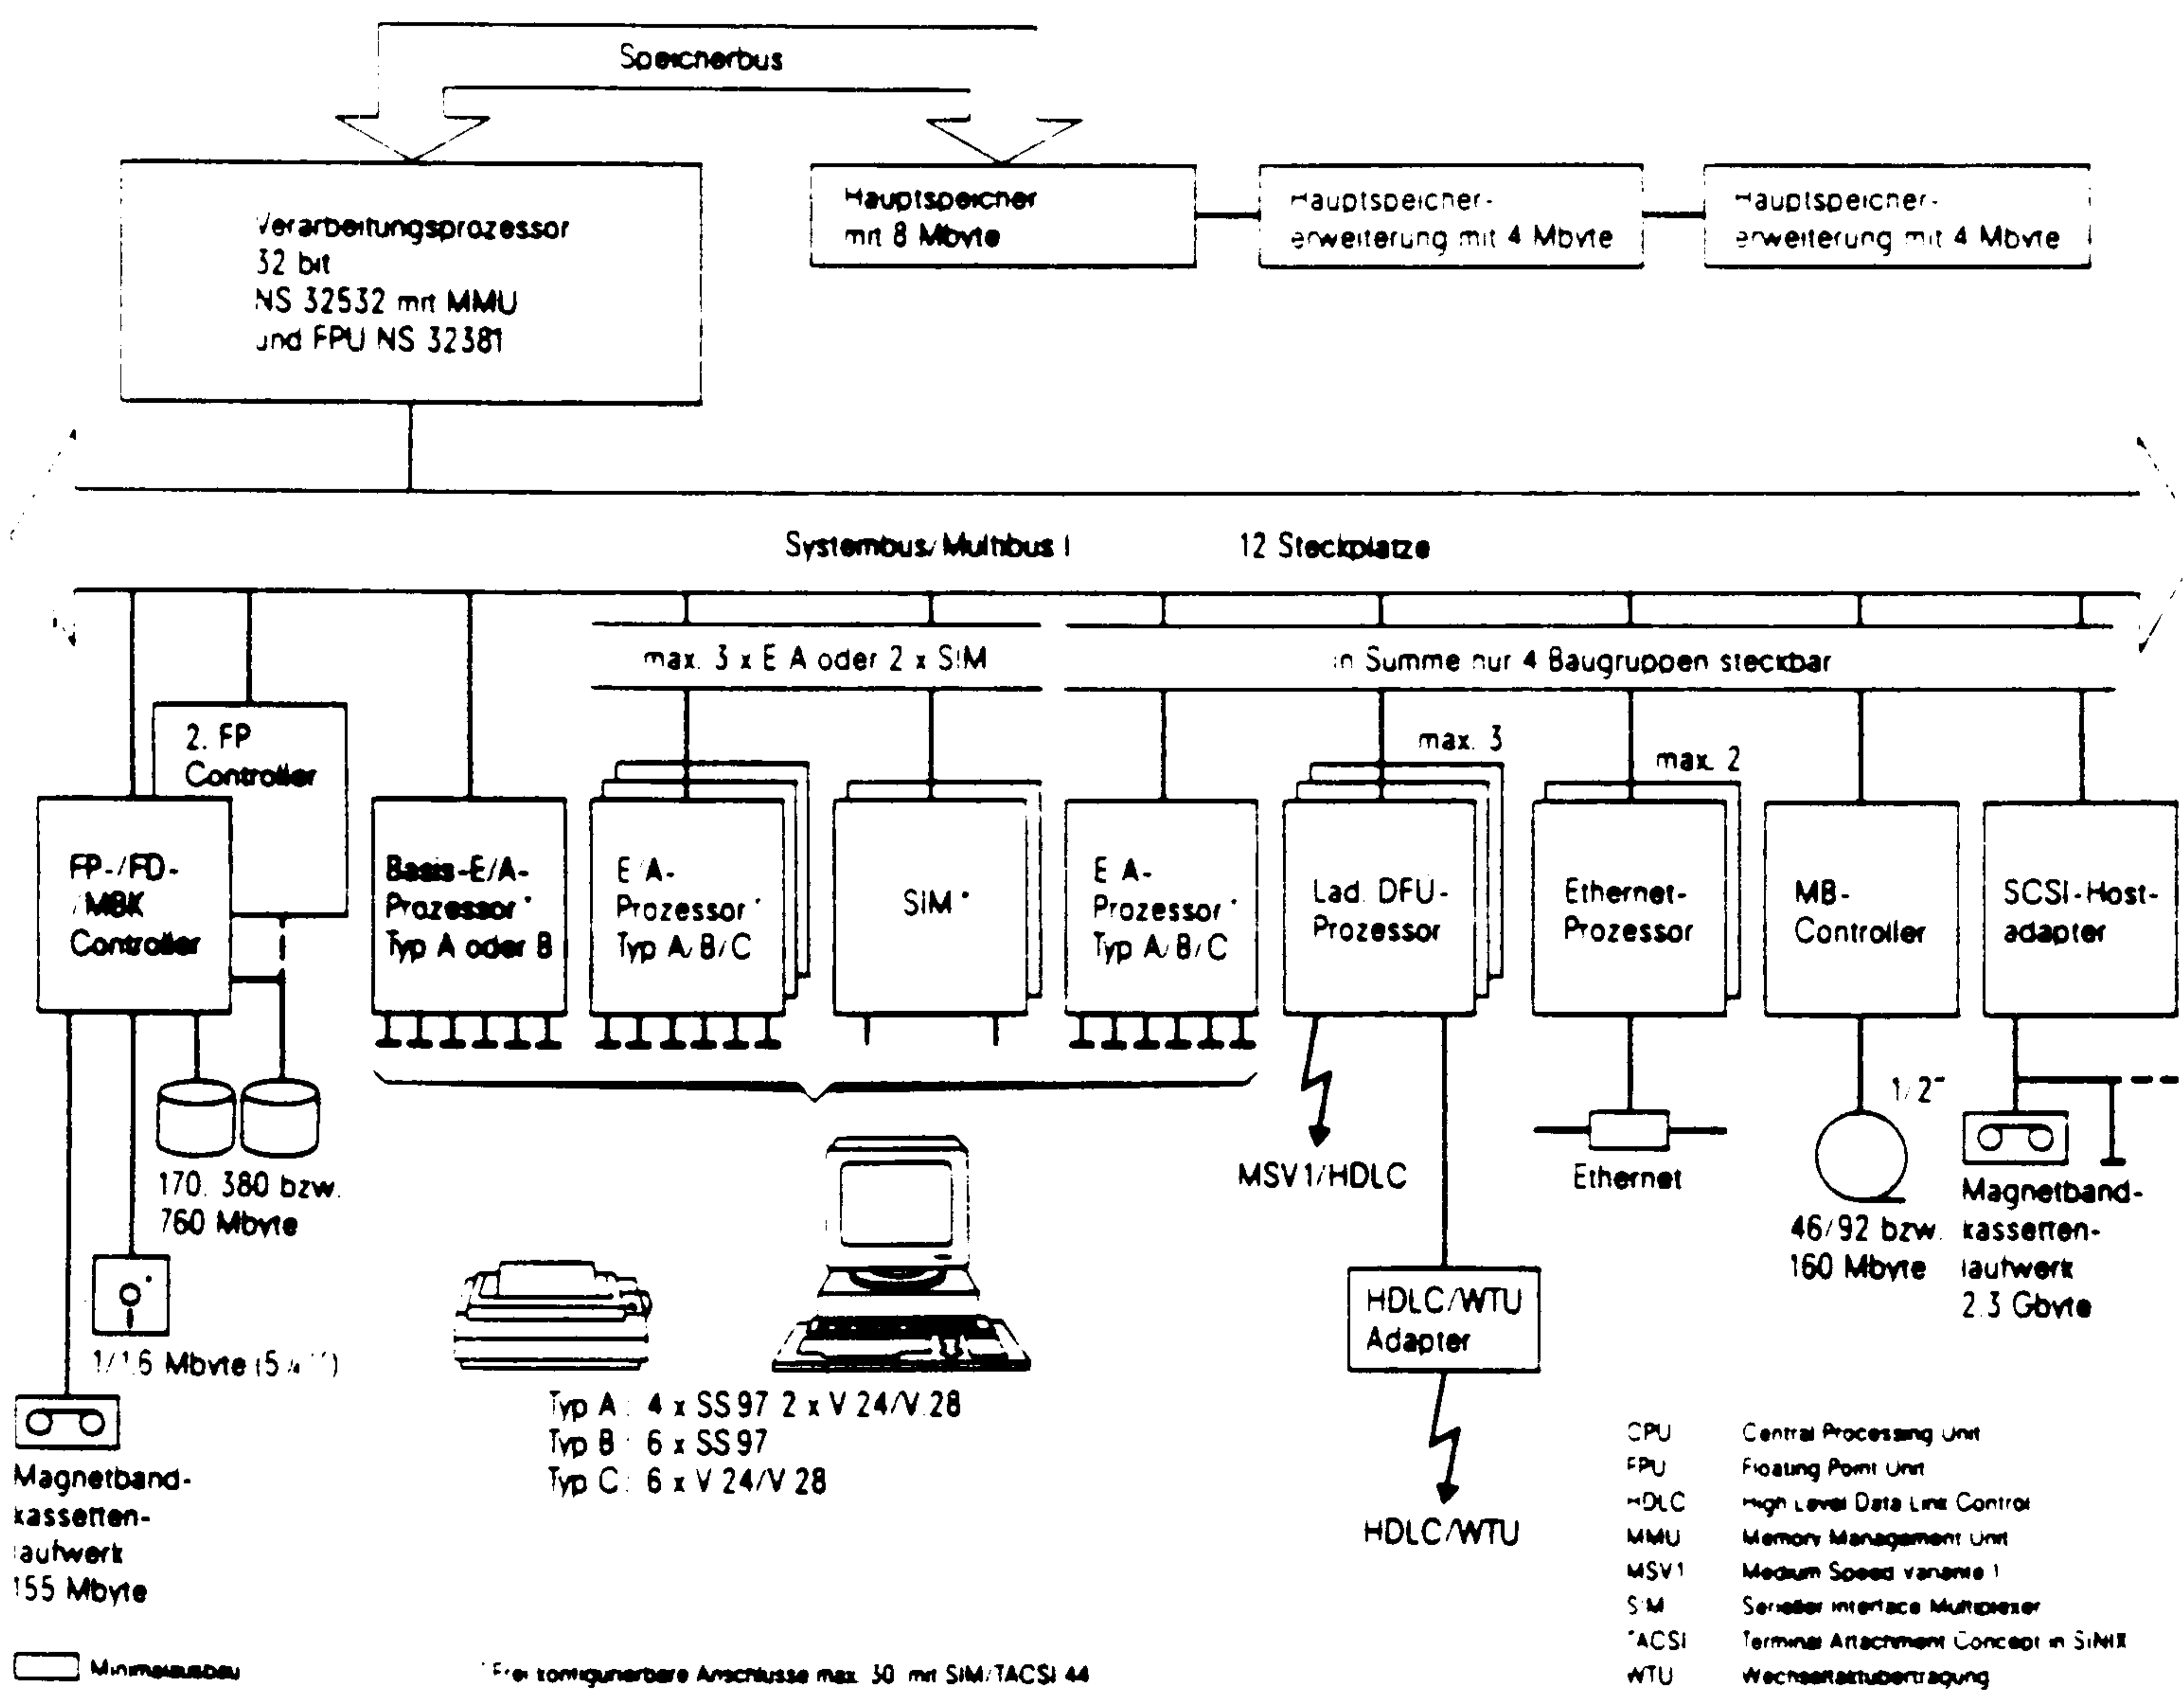 Speicherbus
Verarbeitungsprozessor
32 bit
NS 32532 mit MMU
und FPU NS 32381
Hauptspeicher
mit 8 Mbyte
Hauptspeicher-
erweiterung mit 4 Mbyte
Hauptspeicher-
erweiterung mit 4 Mbyte
Systembus/Multibus I 12 Steckplätze
max. 3 x E/A oder 2 x SIM
in Summe nur 4 Baugruppen steckbar
2. FP
Controller
FP-/FD-
/MBK
Controller
Basis-E/A-
Prozessor*
Typ A oder B
E/A-
Prozessor*
Typ A/B/C
SIM*
E/A-
Prozessor*
Typ A/B/C
max. 3
Lad. DFÜ-
Prozessor
max. 2
Ethernet-
Prozessor
MB-
Controller
SCSI-Host-
adapter
170, 380 bzw.
760 Mbyte
1/1,6 Mbyte
Magnetband-
kassetten-
laufwerk
155 Mbyte
Typ A: 4 x SS97 2 x V.24/V.28
Typ B: 6 x SS97
Typ C: 6 x V.24/V.28
MSV1/HDLC
HDLC/WTÜ
Adapter
HDLC/WTÜ
Ethernet
1/2"
46/92 bzw.
160 Mbyte
Magnetband-
kassetten-
laufwerk
2.3 Gbyte
CPU Central Processing Unit
FPU Floating Point Unit
HDLC High Level Data Link Control
MMU Memory Management Unit
MSV1 Medium Speed Variante 1
SIM Serieller Interface Multiplexer
TACSI Terminal Attachment Concept in SINIX
WTÜ Wechseltaktübertragung
Minimalausbau
*Frei konfigurierbare Anschlüsse max. 30 mit SIM/TACSI 44